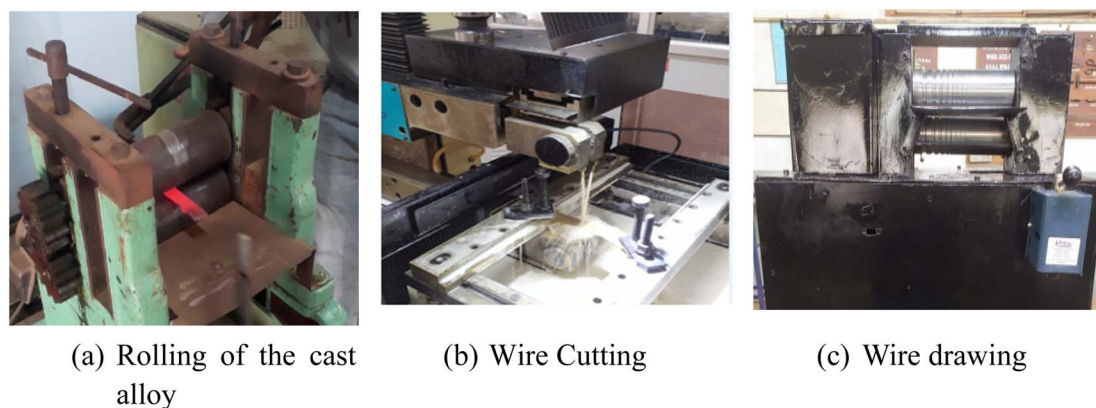 (a) Rolling of the cast
alloy
(b) Wire Cutting
(c) Wire drawing